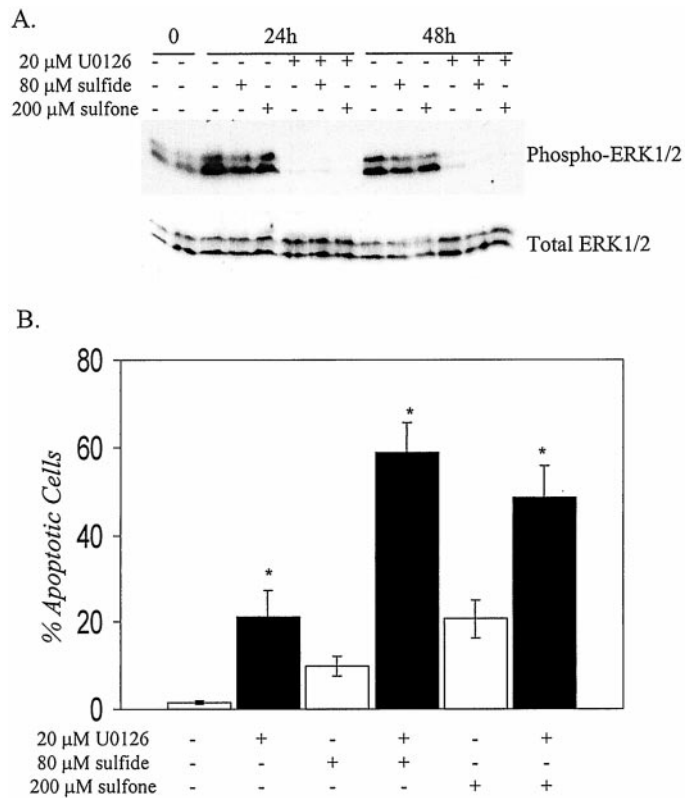 A.
0 24h 48h
20 µM U0126 - - - - - + + + - - - + + +
80 µM sulfide - - - + - - + - - + - - + -
200 µM sulfone - - - - + - - + - - + - - +
Phospho-ERK1/2
Total ERK1/2
B.
80
60
40
20
0
% Apoptotic Cells
* * *
20 µM U0126 - + - + - +
80 µM sulfide - - + + - -
200 µM sulfone - - - - + +